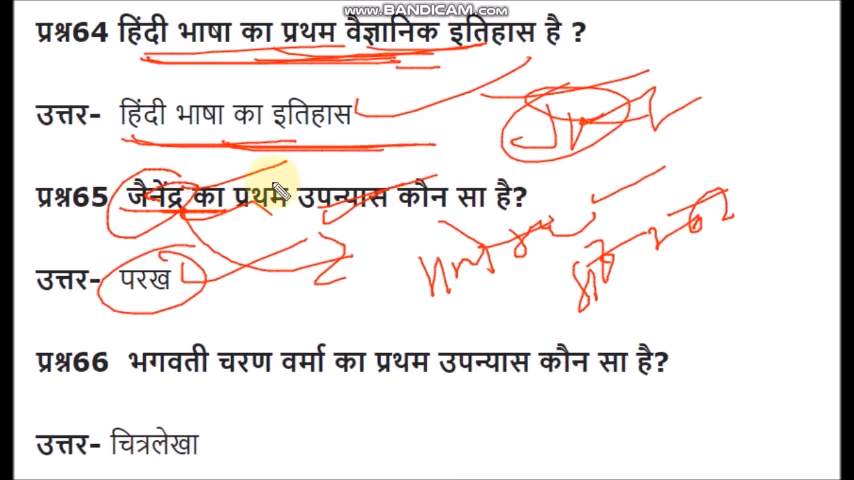 www.BANDICAM.com
प्रश्न64 हिंदी भाषा का प्रथम वैज्ञानिक इतिहास है ?
उत्तर- हिंदी भाषा का इतिहास
प्रश्न65 जैनेंद्र का प्रथम उपन्यास कौन सा है?
उत्तर- परख
प्रश्न66 भगवती चरण वर्मा का प्रथम उपन्यास कौन सा है?
उत्तर- चित्रलेखा